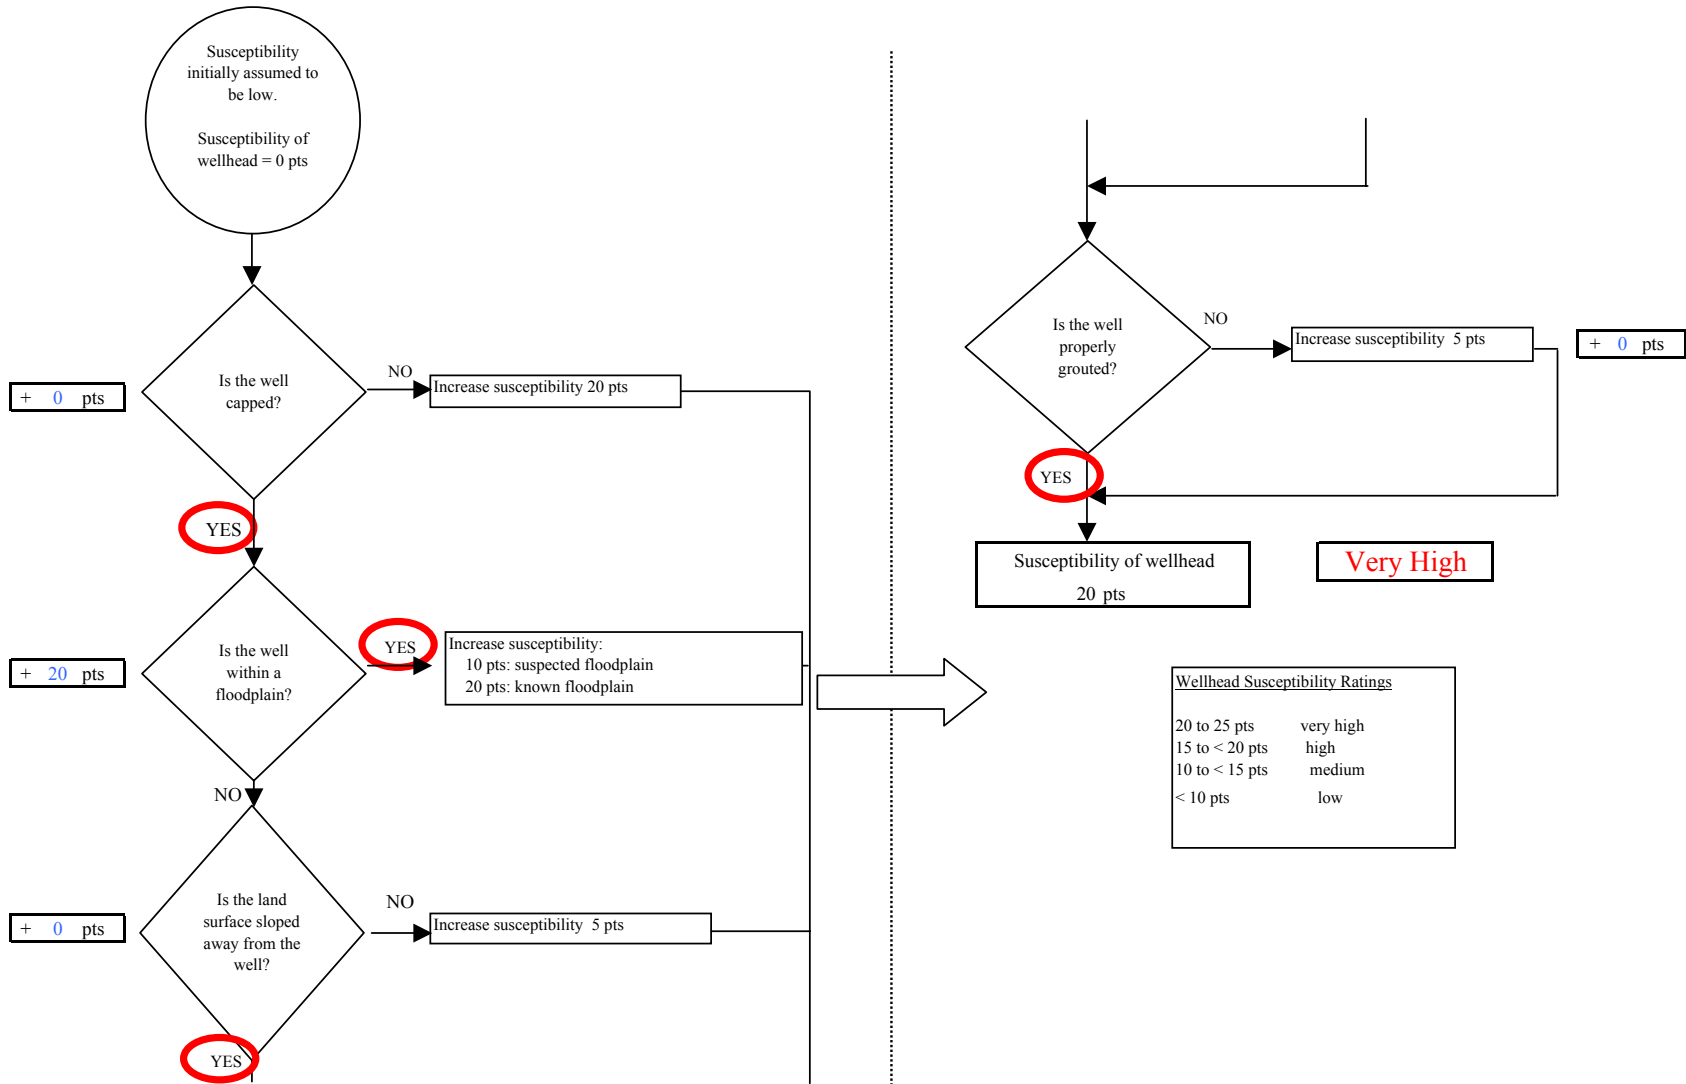 Susceptibility
initially assumed to
be low.
Susceptibility of
wellhead = 0 pts
Is the well
capped?
NO
Increase susceptibility 20 pts
+ 0 pts
YES
Is the well
within a
floodplain?
YES
Increase susceptibility:
10 pts: suspected floodplain
20 pts: known floodplain
+ 20 pts
NO
Is the land
surface sloped
away from the
well?
NO
Increase susceptibility 5 pts
+ 0 pts
YES
Is the well
properly
grouted?
NO
Increase susceptibility 5 pts
+ 0 pts
YES
Susceptibility of wellhead
20 pts
Very High
Wellhead Susceptibility Ratings
20 to 25 pts very high
15 to < 20 pts high
10 to < 15 pts medium
< 10 pts low